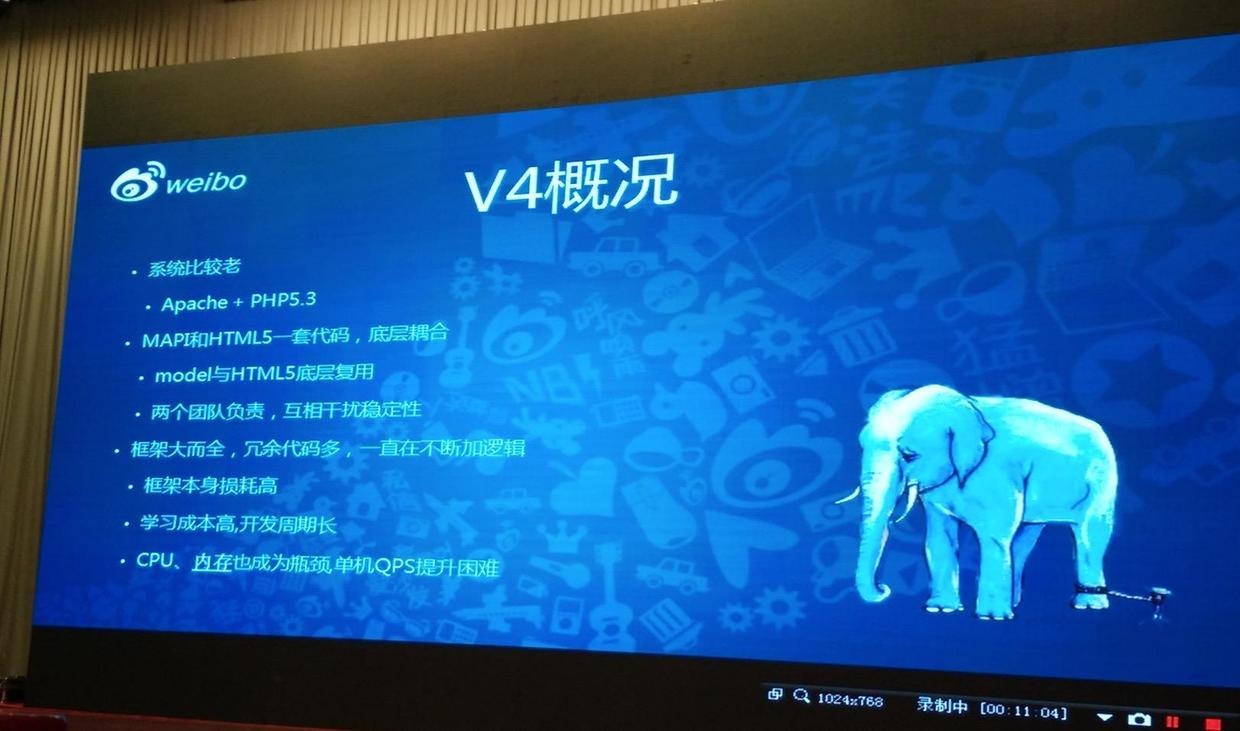 weibo
V4概况
系统比较老
Apache + PHP5.3
MAPI和HTML5一套代码，底层耦合
model与HTML5底层复用
两个团队负责，互相干扰稳定性
框架大而全，冗余代码多，一直在不断加逻辑
框架本身损耗高
学习成本高,开发周期长
CPU、内存也成为瓶颈,单机QPS提升困难
1024x768
录制中 [00:11:04]